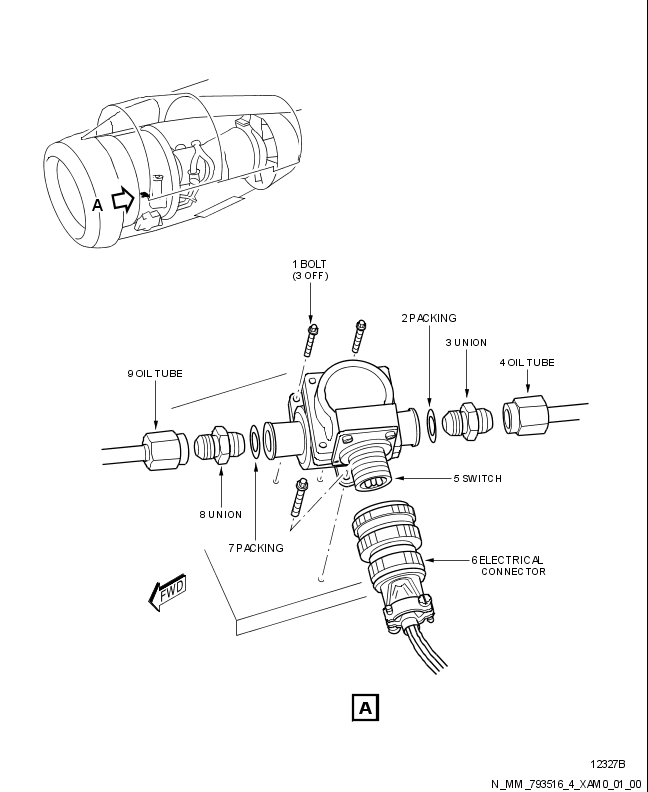 A
1 BOLT
(3 OFF)
2 PACKING
3 UNION
4 OIL TUBE
9 OIL TUBE
5 SWITCH
8 UNION
7 PACKING
6 ELECTRICAL
CONNECTOR
FWD
A
12327B
N_MM_793516_4_XAM0_01_00